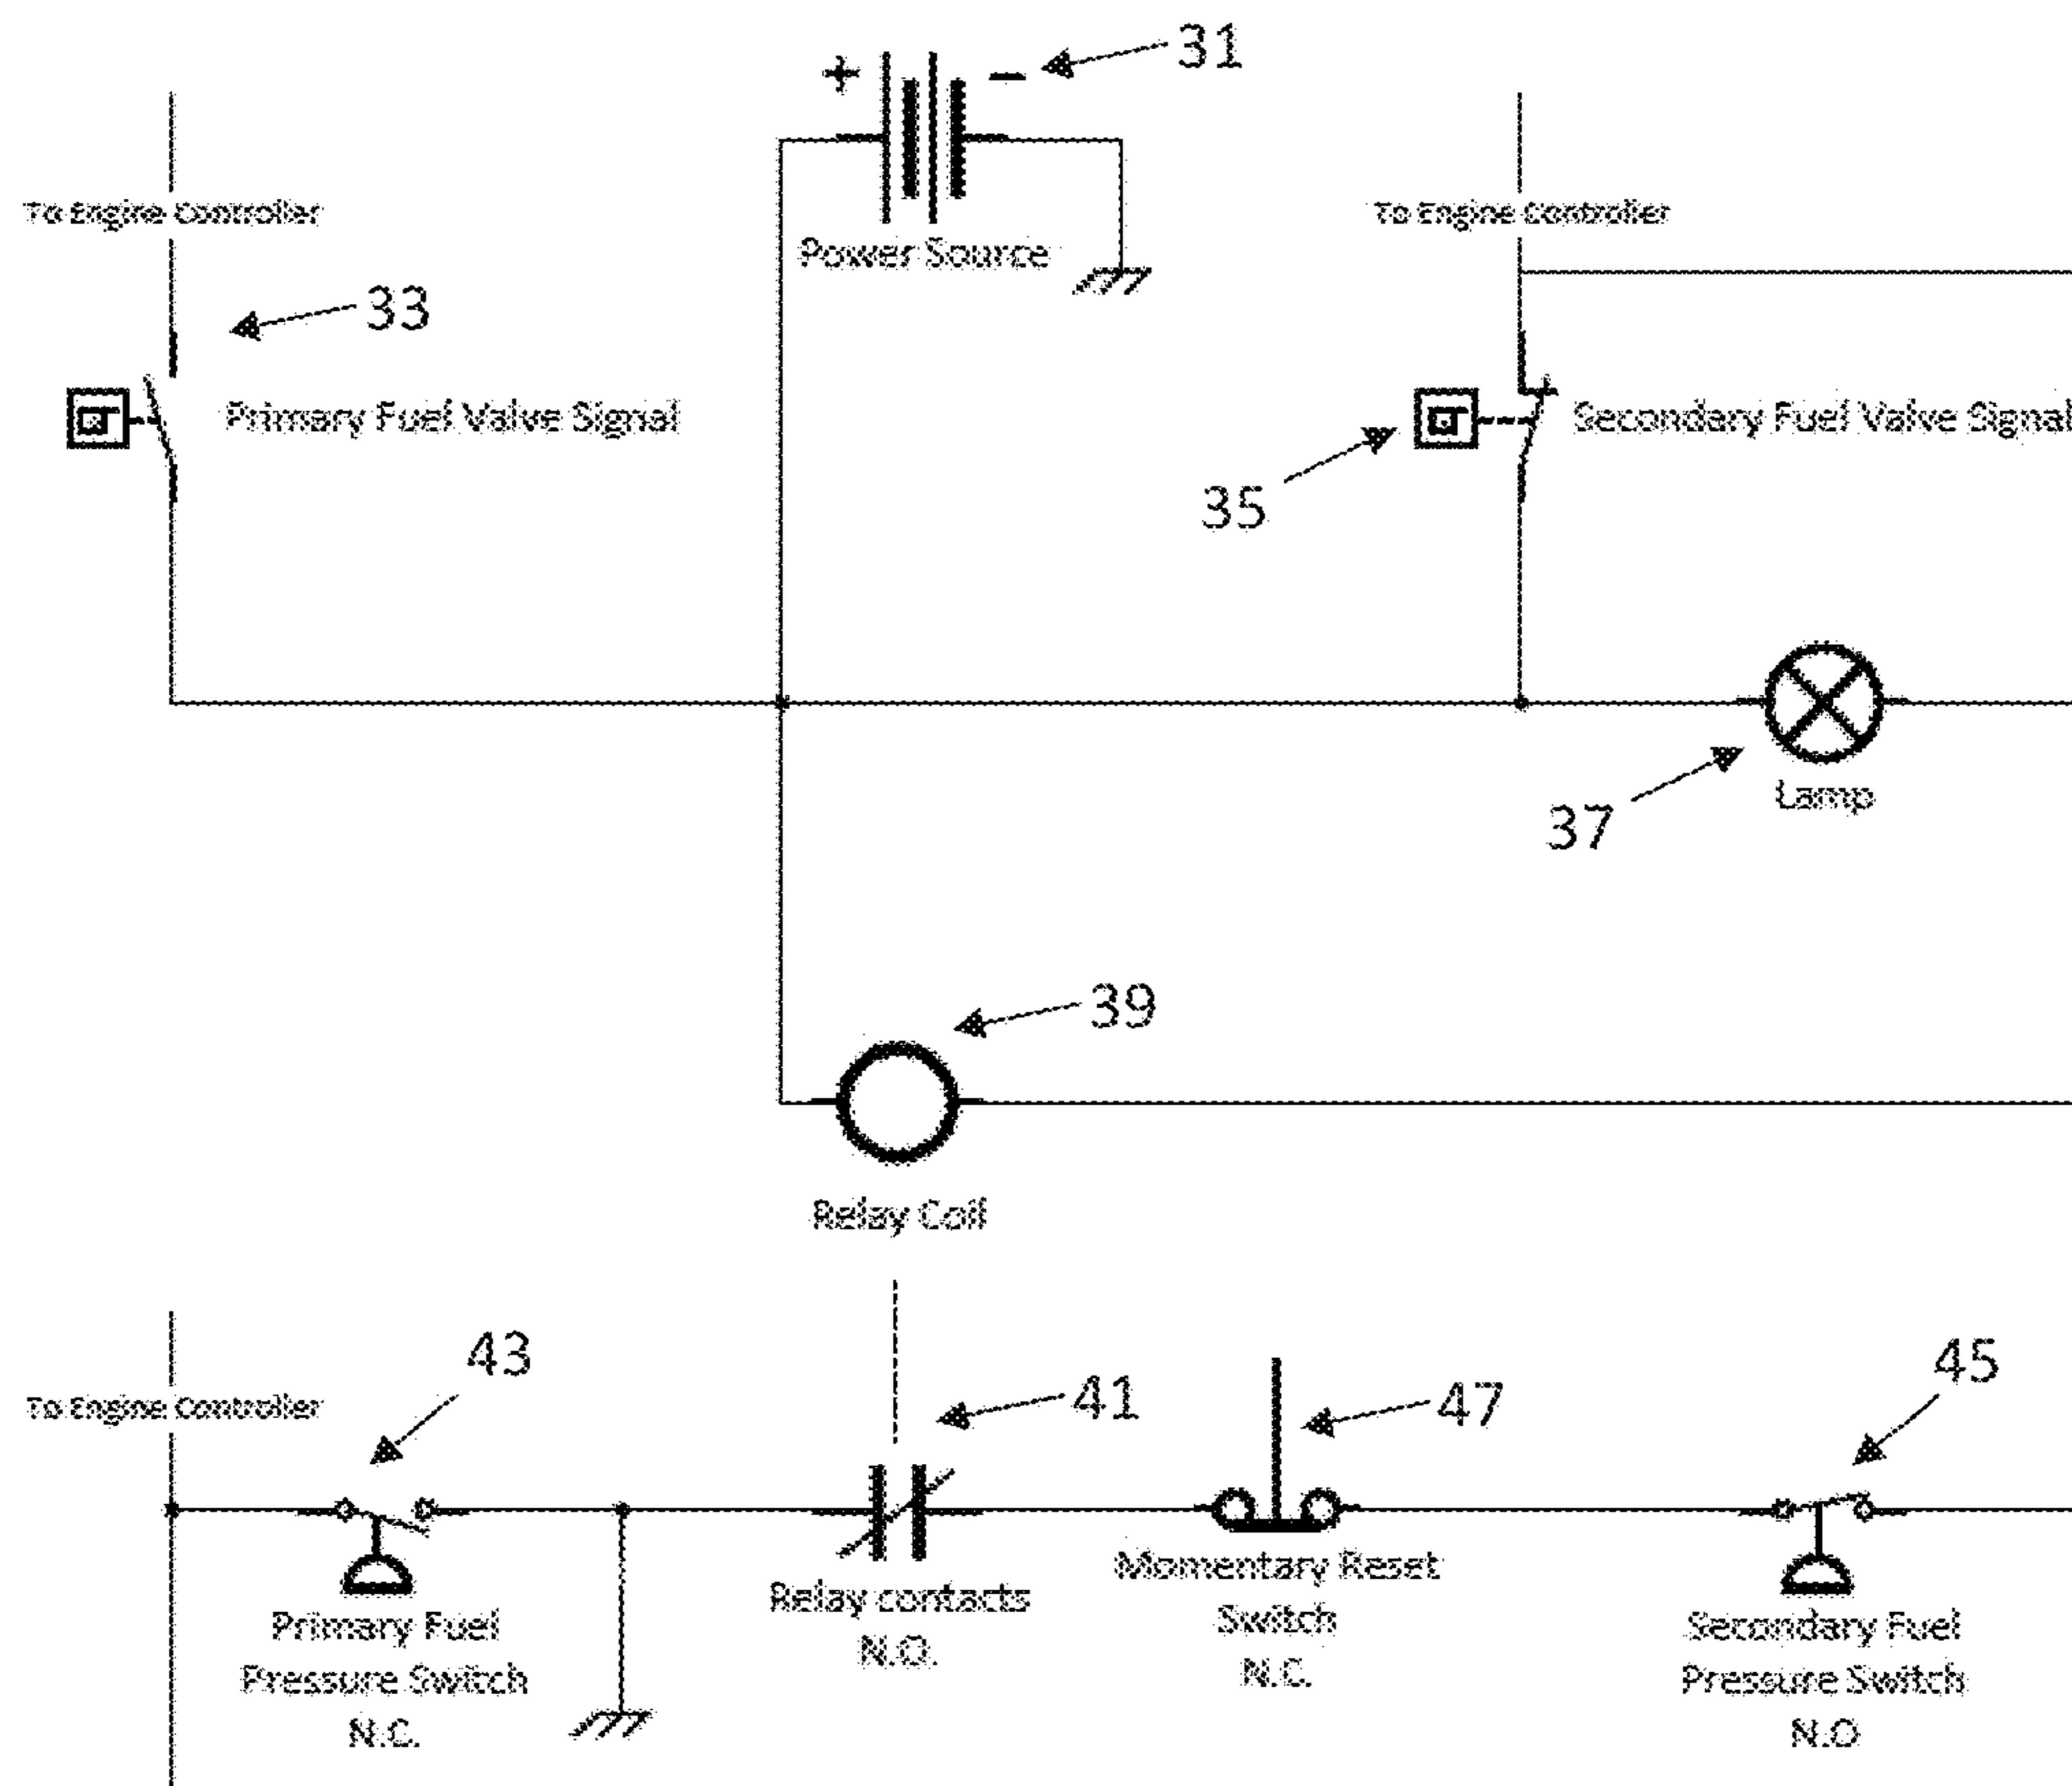 31
+
−
To Engine Controller
Power Source
To Engine Controller
33
Primary Fuel Valve Signal
Secondary Fuel Valve Signal
35
37
Lamp
39
Relay Coil
43
To Engine Controller
41
47
45
Relay contacts
N.O.
Momentary Reset
Switch
N.C.
Primary Fuel
Pressure Switch
N.C.
Secondary Fuel
Pressure Switch
N.O